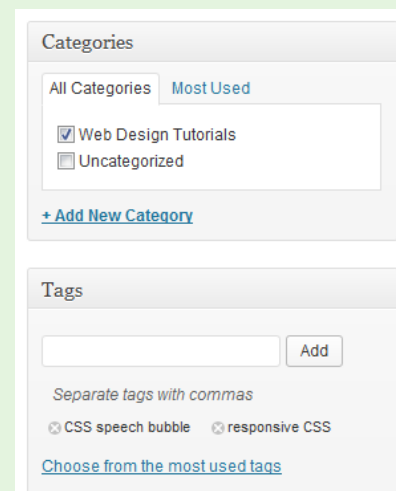 Categories
All Categories Most Used
Web Design Tutorials
Uncategorized
+ Add New Category
Tags
Add
Separate tags with commas
CSS speech bubble responsive CSS
Choose from the most used tags